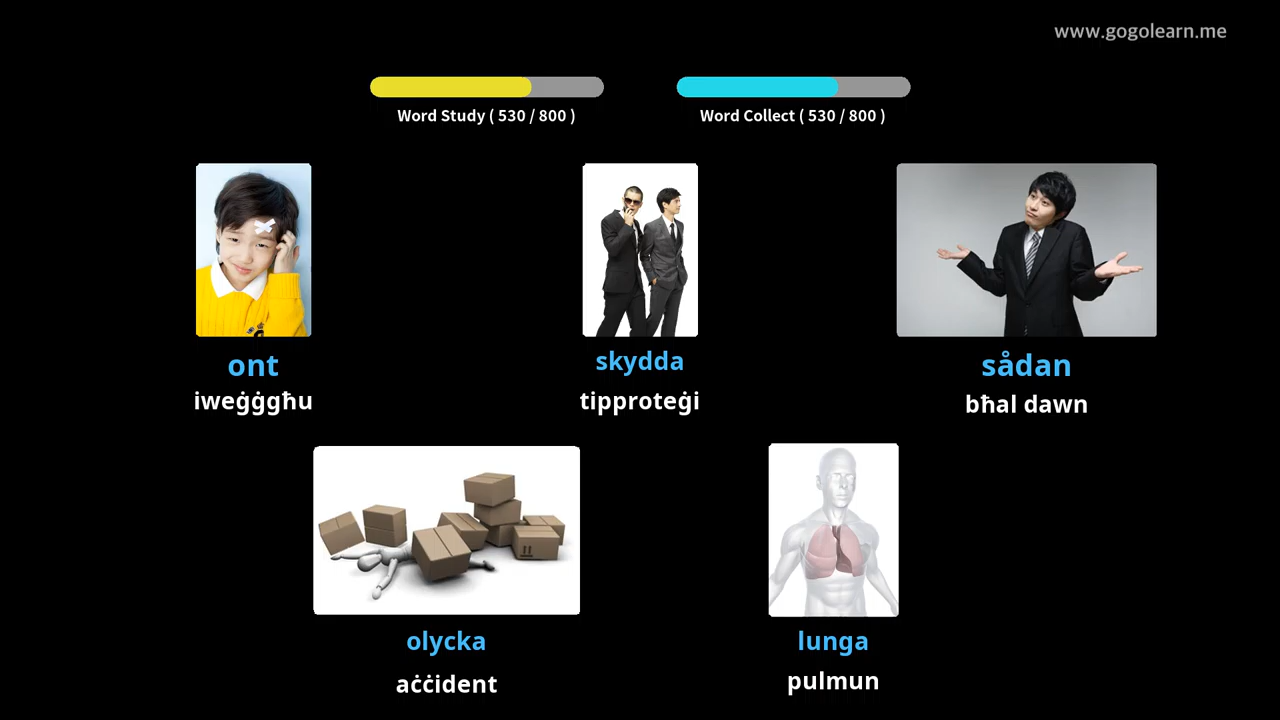 www.gogolearn.me
Word Study ( 530 / 800 )
Word Collect ( 530 / 800 )
ont
iweġġgħu
skydda
tipproteġi
sådan
bħal dawn
olycka
aċċident
lunga
pulmun